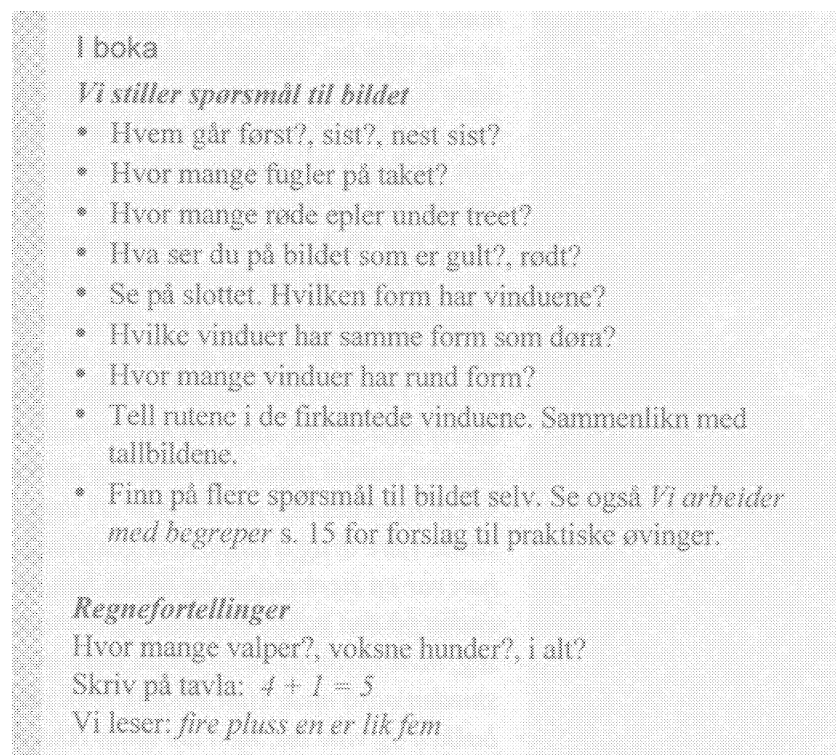 I boka
Vi stiller spørsmål til bildet
• Hvem går først?, sist?, nest sist?
• Hvor mange fugler på taket?
• Hvor mange røde epler under treet?
• Hva ser du på bildet som er gult?, rødt?
• Se på slottet. Hvilken form har vinduene?
• Hvilke vinduer har samme form som døra?
• Hvor mange vinduer har rund form?
• Tell rutene i de firkantede vinduene. Sammenlikn med
tallbildene.
• Finn på flere spørsmål til bildet selv. Se også Vi arbeider
med begreper s. 15 for forslag til praktiske øvinger.
Regnefortellinger
Hvor mange valper?, voksne hunder?, i alt?
Skriv på tavla: 4 + 1 = 5
Vi leser: fire pluss en er lik fem